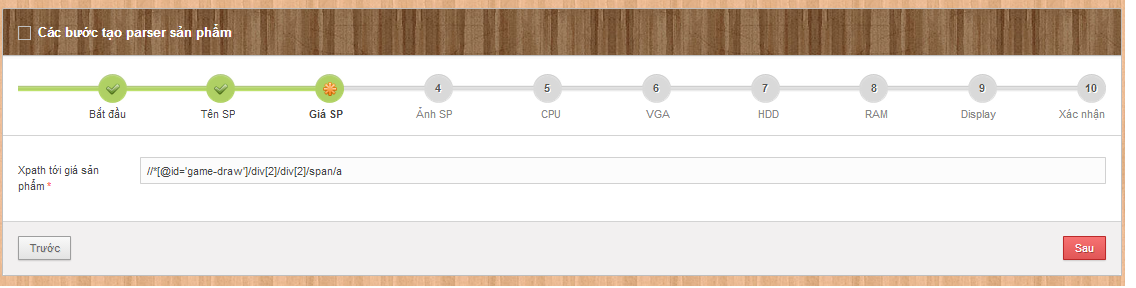 Các bước tạo parser sản phẩm
4 5 6 7 8 9 10
Bắt đầu Tên SP Giá SP Ảnh SP CPU VGA HDD RAM Display Xác nhận
Xpath tới giá sản
phẩm *
//*[@id='game-draw']/div[2]/div[2]/span/a
Trước Sau